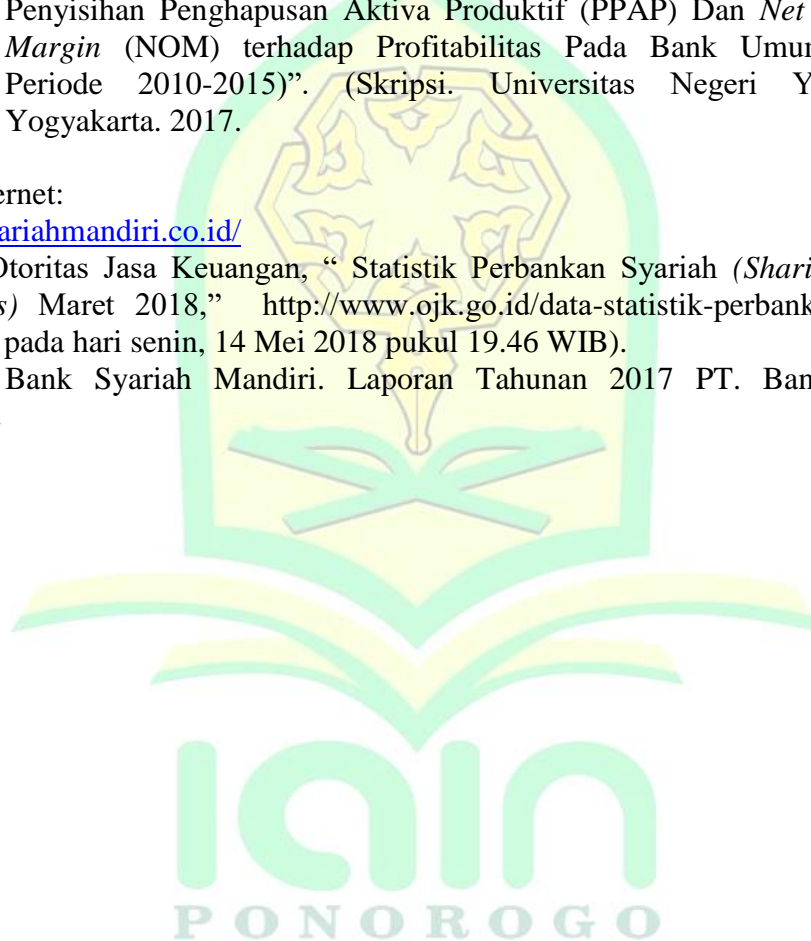 Penyisihan Penghapusan Aktiva Produktif (PPAP) Dan Net
Margin (NOM) terhadap Profitabilitas Pada Bank Umu
Periode 2010-2015)”. (Skripsi. Universitas Negeri Y
Yogyakarta. 2017.
ernet:
ariahmandiri.co.id/
Otoritas Jasa Keuangan, “ Statistik Perbankan Syariah (Shari
s) Maret 2018,” http://www.ojk.go.id/data-statistik-perbank
pada hari senin, 14 Mei 2018 pukul 19.46 WIB).
Bank Syariah Mandiri. Laporan Tahunan 2017 PT. Ban
iain
PONOROGO